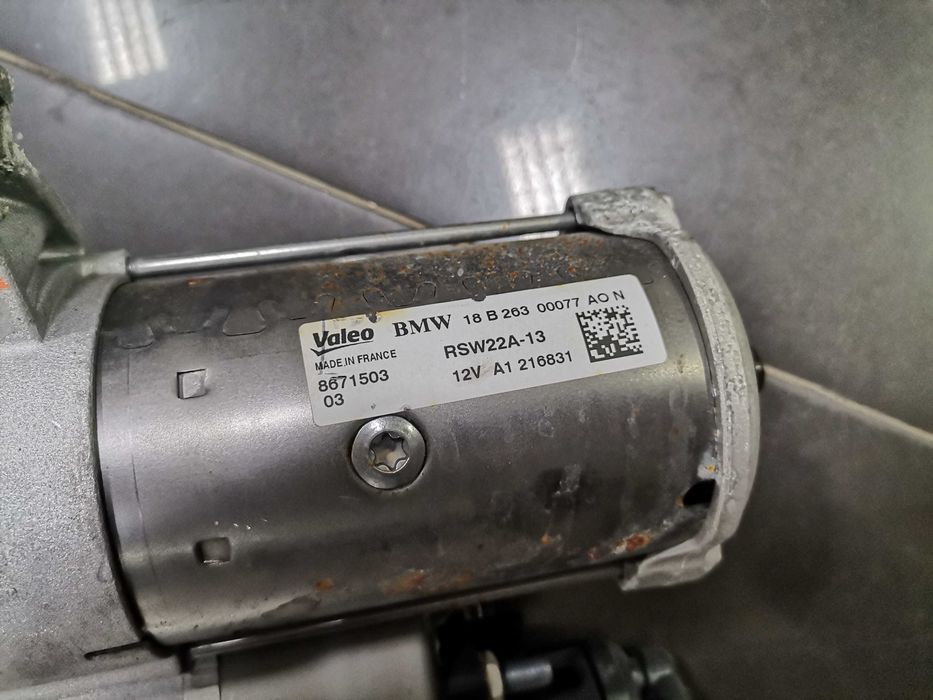 Valeo BMW 18 B 263 00077 AO N
MADE IN FRANCE RSW22A-13
8671503 12V A1 216831
03